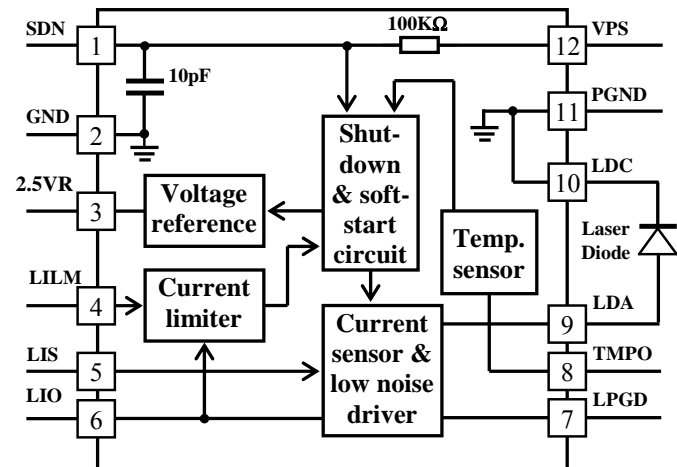 SDN
1
100KΩ
12
VPS
10pF
11
PGND
GND
2
Shut-
down
& soft-
start
circuit
10
LDC
2.5VR
3
Voltage
reference
Temp.
sensor
Laser
Diode
LILM
4
Current
limiter
Current
sensor &
low noise
driver
9
LDA
LIS
5
8
TMPO
LIO
6
7
LPGD